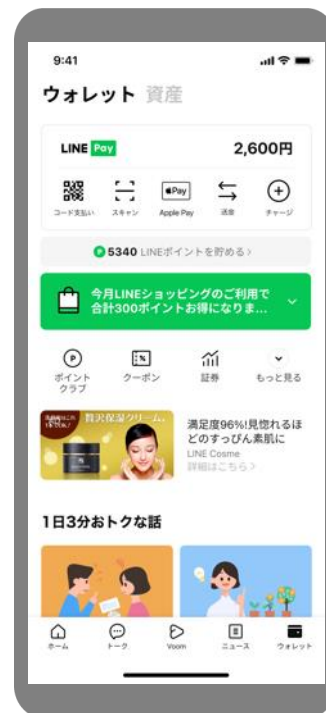 9:41
ウォレット 資産
LINE Pay 2,600円
コード支払い スキャン Apple Pay 送金 チャージ
Pay
P 5340 LINEポイントを貯める>
今月LINEショッピングのご利用で
合計300ポイントお得になりま...
P
ポイント
クラブ
クーポン 証券 もっと見る
贅沢保湿クリーム。
満足度96%!見惚れるほ
どのすっぴん素肌に
LINE Cosme
詳細はこちら>
1日3分おトクな話
ホーム トーク Voom ニュース ウォレット